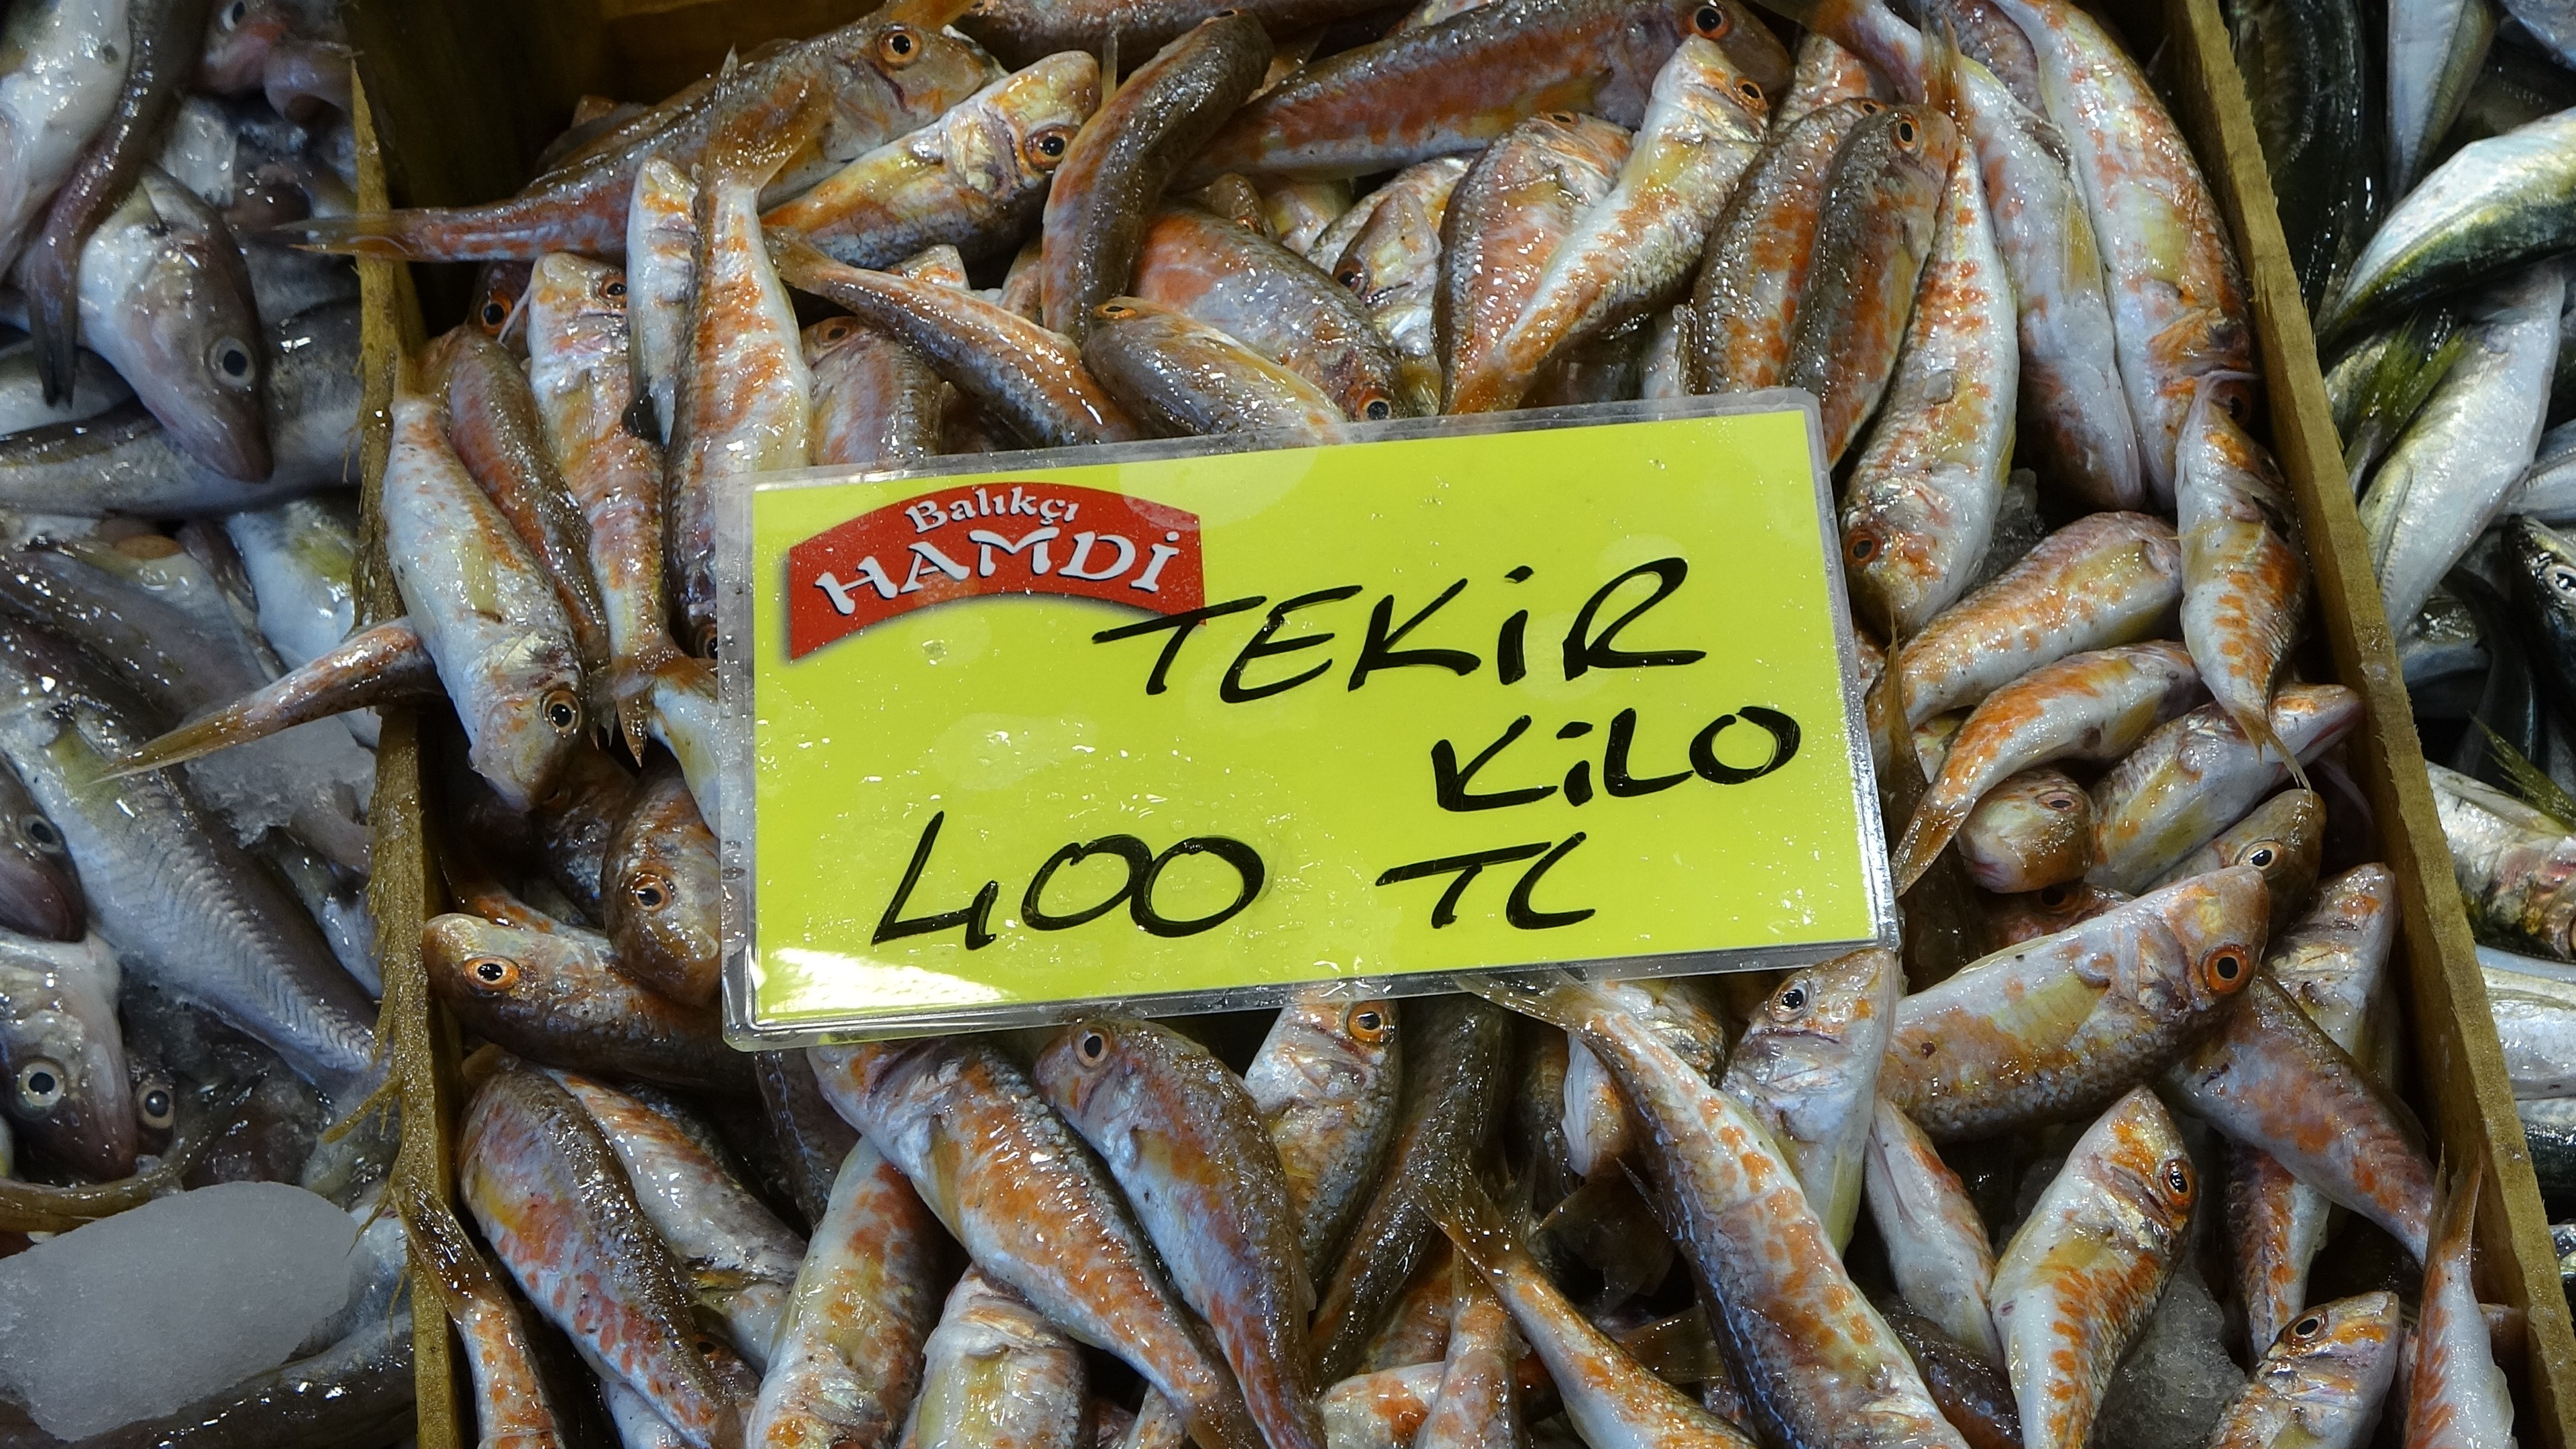 Balıkçı
HAMDİ
TEKİR
KİLO
400 TL